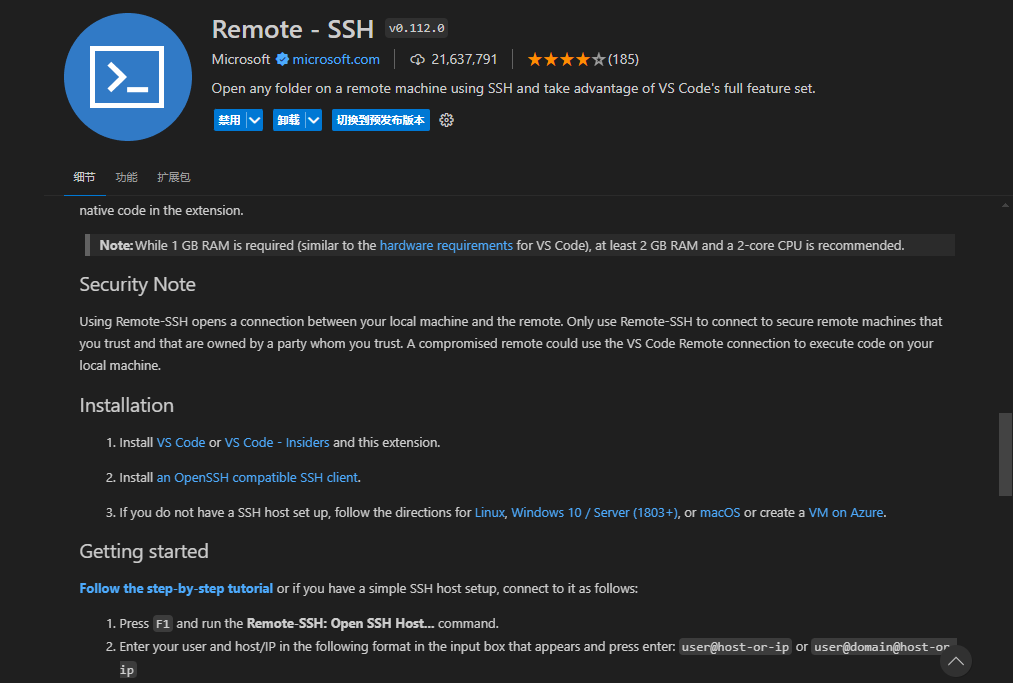 Remote - SSH v0.112.0
Microsoft microsoft.com 21,637,791 (185)
Open any folder on a remote machine using SSH and take advantage of VS Code's full feature set.
禁用 卸载 切换到预发布版本
细节 功能 扩展包
native code in the extension.
Note: While 1 GB RAM is required (similar to the hardware requirements for VS Code), at least 2 GB RAM and a 2-core CPU is recommended.
Security Note
Using Remote-SSH opens a connection between your local machine and the remote. Only use Remote-SSH to connect to secure remote machines that
you trust and that are owned by a party whom you trust. A compromised remote could use the VS Code Remote connection to execute code on your
local machine.
Installation
1. Install VS Code or VS Code - Insiders and this extension.
2. Install an OpenSSH compatible SSH client.
3. If you do not have a SSH host set up, follow the directions for Linux, Windows 10 / Server (1803+), or macOS or create a VM on Azure.
Getting started
Follow the step-by-step tutorial or if you have a simple SSH host setup, connect to it as follows:
1. Press F1 and run the Remote-SSH: Open SSH Host... command.
2. Enter your user and host/IP in the following format in the input box that appears and press enter: user@host-or-ip or user@domain@host-or-
ip